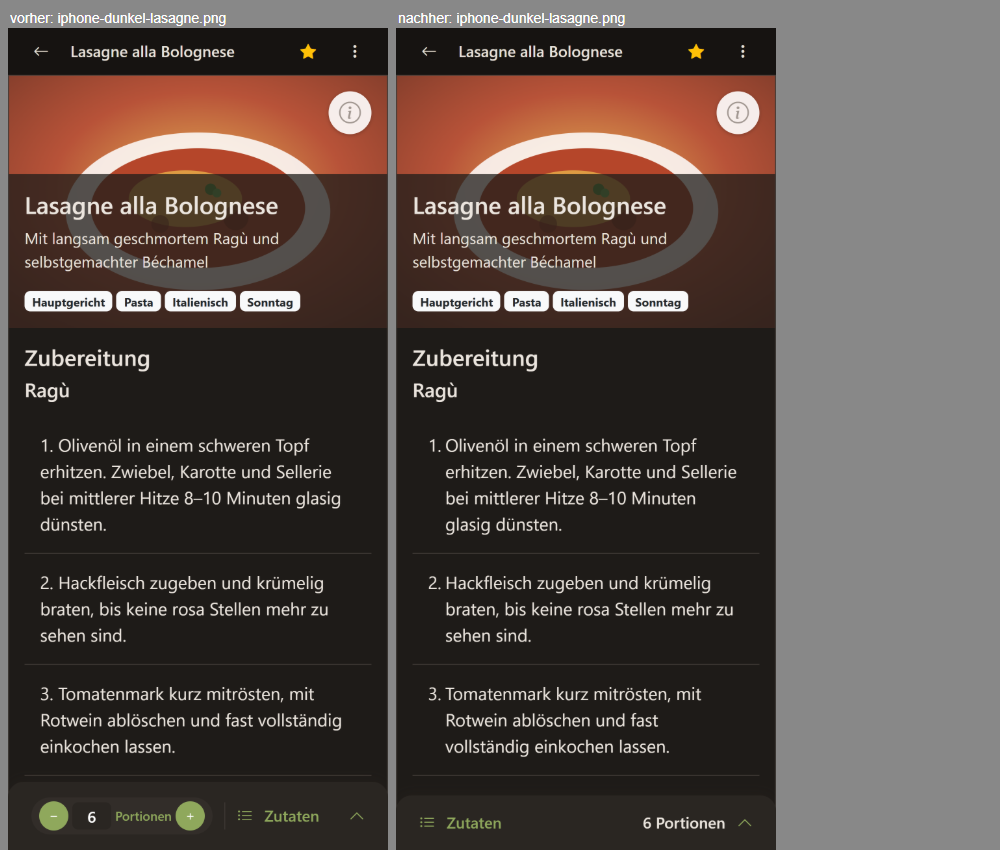 vorher: iphone-dunkel-lasagne.png
Lasagne alla Bolognese
Lasagne alla Bolognese
Mit langsam geschmortem Ragù und
selbstgemachter Béchamel
Hauptgericht Pasta Italienisch Sonntag
Zubereitung
Ragù
1. Olivenöl in einem schweren Topf
erhitzen. Zwiebel, Karotte und Sellerie
bei mittlerer Hitze 8–10 Minuten glasig
dünsten.
2. Hackfleisch zugeben und krümelig
braten, bis keine rosa Stellen mehr zu
sehen sind.
3. Tomatenmark kurz mitrösten, mit
Rotwein ablöschen und fast vollständig
einkochen lassen.
− 6 Portionen + Zutaten
nachher: iphone-dunkel-lasagne.png
Lasagne alla Bolognese
Lasagne alla Bolognese
Mit langsam geschmortem Ragù und
selbstgemachter Béchamel
Hauptgericht Pasta Italienisch Sonntag
Zubereitung
Ragù
1. Olivenöl in einem schweren Topf
erhitzen. Zwiebel, Karotte und Sellerie
bei mittlerer Hitze 8–10 Minuten
glasig dünsten.
2. Hackfleisch zugeben und krümelig
braten, bis keine rosa Stellen mehr zu
sehen sind.
3. Tomatenmark kurz mitrösten, mit
Rotwein ablöschen und fast
vollständig einkochen lassen.
Zutaten 6 Portionen